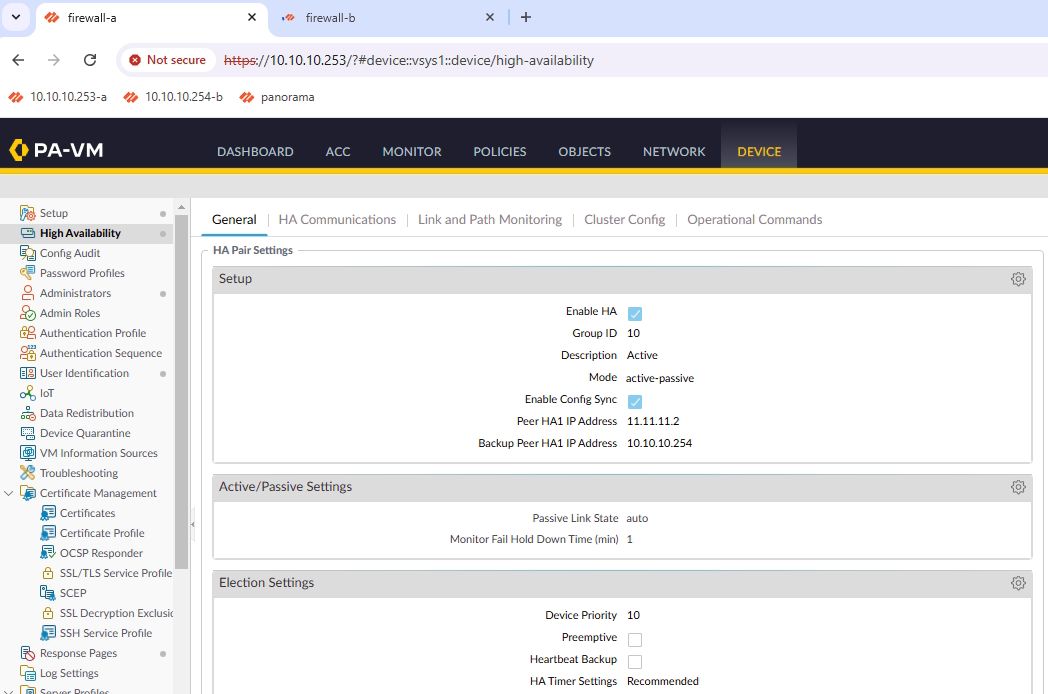 firewall-a
firewall-b
Not secure https://10.10.10.253/?#device::vsys1::device/high-availability
10.10.10.253-a 10.10.10.254-b panorama
PA-VM DASHBOARD ACC MONITOR POLICIES OBJECTS NETWORK DEVICE
Setup
High Availability
Config Audit
Password Profiles
Administrators
Admin Roles
Authentication Profile
Authentication Sequence
User Identification
IoT
Data Redistribution
Device Quarantine
VM Information Sources
Troubleshooting
Certificate Management
Certificates
Certificate Profile
OCSP Responder
SSL/TLS Service Profile
SCEP
SSL Decryption Exclusio
SSH Service Profile
Response Pages
Log Settings
Server Profiles
General HA Communications Link and Path Monitoring Cluster Config Operational Commands
HA Pair Settings
Setup
Enable HA
Group ID 10
Description Active
Mode active-passive
Enable Config Sync
Peer HA1 IP Address 11.11.11.2
Backup Peer HA1 IP Address 10.10.10.254
Active/Passive Settings
Passive Link State auto
Monitor Fail Hold Down Time (min) 1
Election Settings
Device Priority 10
Preemptive
Heartbeat Backup
HA Timer Settings Recommended